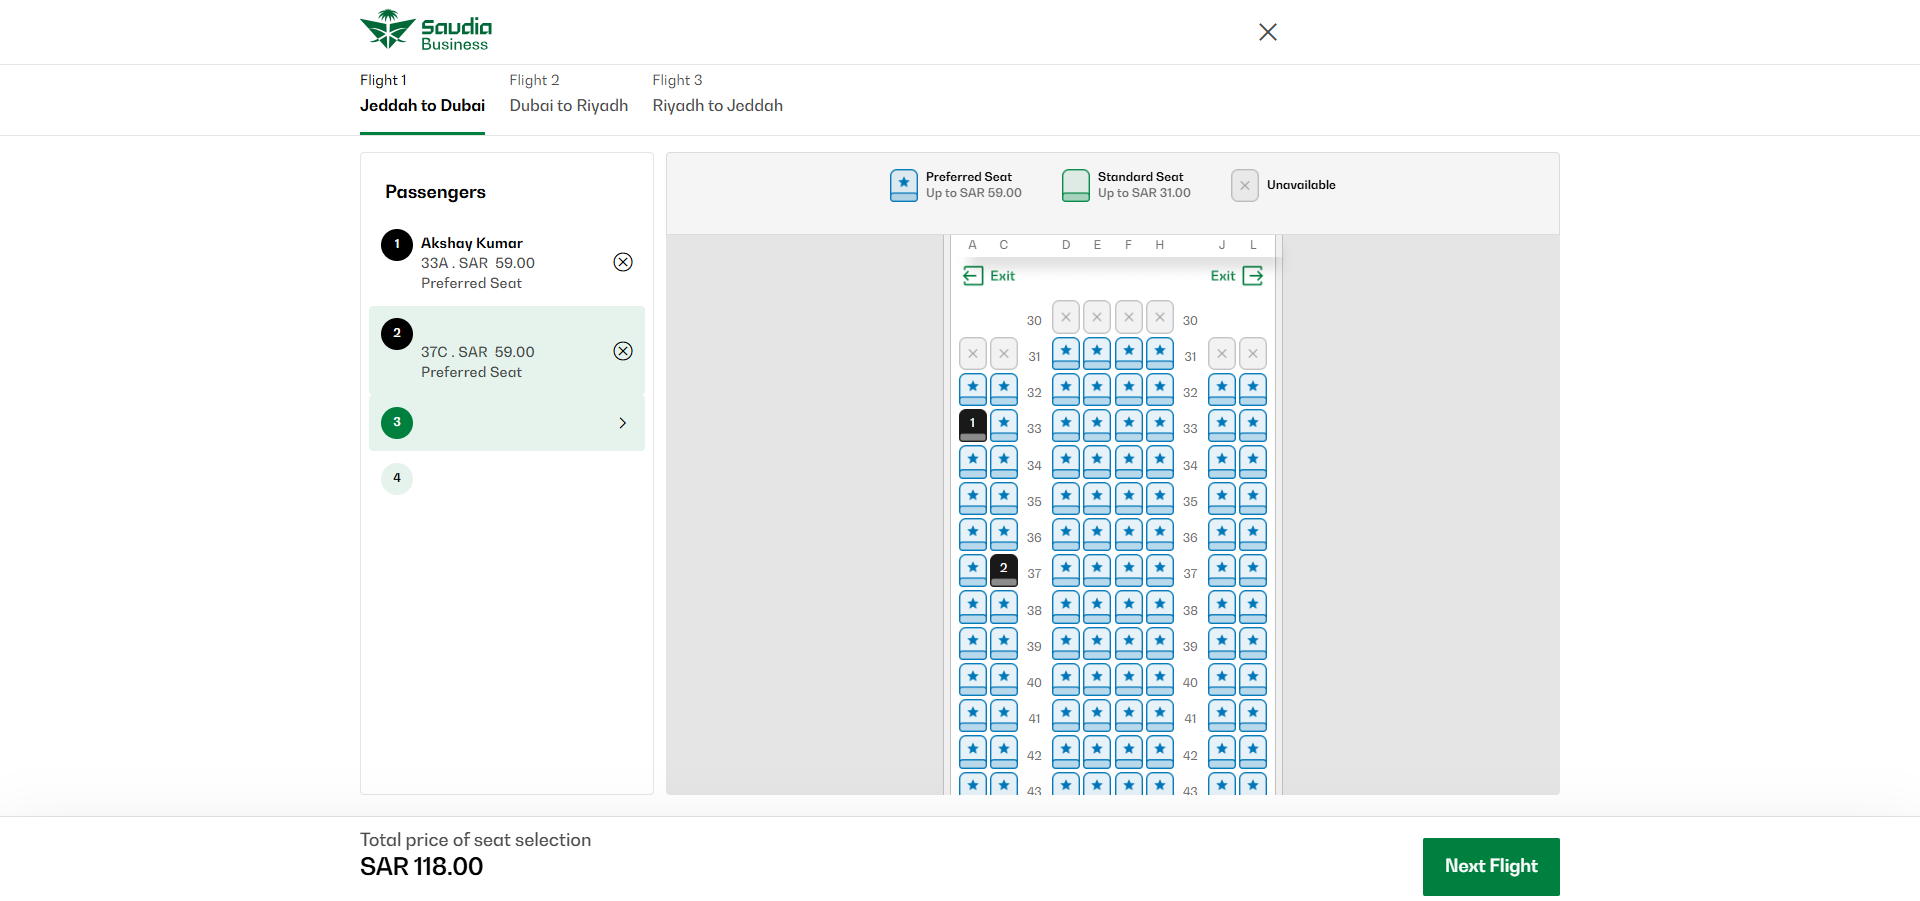 Saudia
Business
Flight 1
Jeddah to Dubai
Flight 2
Dubai to Riyadh
Flight 3
Riyadh to Jeddah
Passengers
1
Akshay Kumar
33A . SAR 59.00
Preferred Seat
2
37C . SAR 59.00
Preferred Seat
3
4
Preferred Seat
Up to SAR 59.00
Standard Seat
Up to SAR 31.00
Unavailable
A C D E F H J L
Exit Exit
30 30
31 31
32 32
1 33 33
34 34
35 35
36 36
2 37 37
38 38
39 39
40 40
41 41
42 42
43 43
Total price of seat selection
SAR 118.00
Next Flight